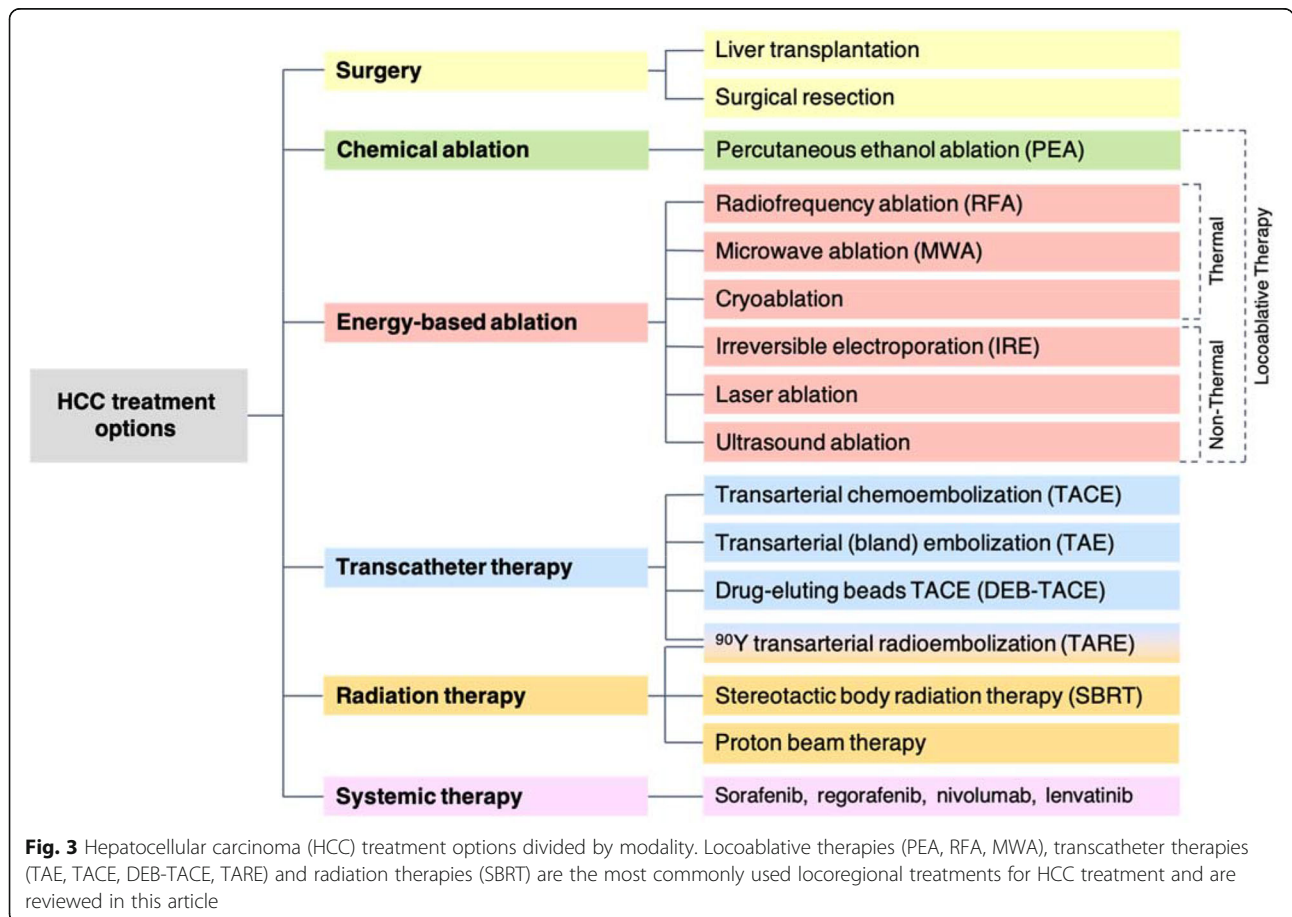 HCC treatment
options
Surgery
Liver transplantation
Surgical resection
Chemical ablation
Percutaneous ethanol ablation (PEA)
Energy-based ablation
Radiofrequency ablation (RFA)
Microwave ablation (MWA)
Cryoablation
Irreversible electroporation (IRE)
Laser ablation
Ultrasound ablation
Thermal
Non-Thermal
Locoablative Therapy
Transcatheter therapy
Transarterial chemoembolization (TACE)
Transarterial (bland) embolization (TAE)
Drug-eluting beads TACE (DEB-TACE)
⁹⁰Y transarterial radioembolization (TARE)
Radiation therapy
Stereotactic body radiation therapy (SBRT)
Proton beam therapy
Systemic therapy
Sorafenib, regorafenib, nivolumab, lenvatinib
Fig. 3 Hepatocellular carcinoma (HCC) treatment options divided by modality. Locoablative therapies (PEA, RFA, MWA), transcatheter therapies
(TAE, TACE, DEB-TACE, TARE) and radiation therapies (SBRT) are the most commonly used locoregional treatments for HCC treatment and are
reviewed in this article